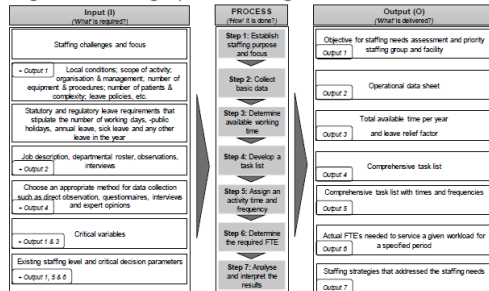 Input (I)
(What is required?)
Staffing challenges and focus
+ Output 1
Local conditions; scope of activity;
organisation & management; number of
equipment & procedures; number of patients &
complexity; leave policies, etc.
Statutory and regulatory leave requirements that
stipulate the number of working days, -public
holidays, annual leave, sick leave and any other
leave in the year
Job description, departmental roster, observations,
interviews
+ Output 2
Choose an appropriate method for data collection
such as direct observation, questionnaires, interviews
and expert opinions
+ Output 4
Critical variables
+ Output 1 & 3
Existing staffing level and critical decision parameters
+ Output 1, 5 & 6
PROCESS
(How it is done?)
Step 1: Establish
staffing purpose
and focus
Step 2: Collect
basic data
Step 3: Determine
available working
time
Step 4: Develop a
task list
Step 5: Assign an
activity time and
frequency
Step 6: Determine
the required FTE
Step 7: Analyse
and interpret the
results
Output (O)
(What is delivered?)
Objective for staffing needs assessment and priority
staffing group and facility
Output 1
Operational data sheet
Output 2
Total available time per year
and leave relief factor
Output 3
Comprehensive task list
Output 4
Comprehensive task list with times and frequencies
Output 5
Actual FTE's needed to service a given workload for
a specified period
Output 6
Staffing strategies that addressed the staffing needs
Output 7